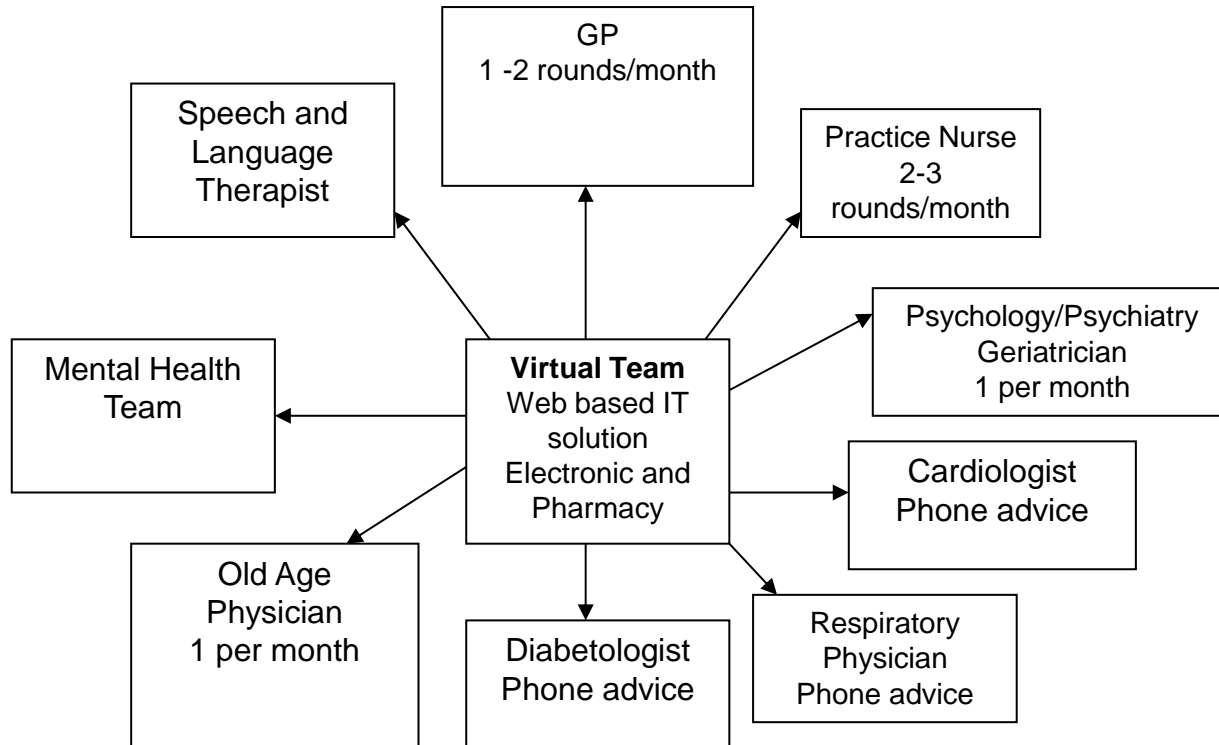 GP
1 -2 rounds/month
Speech and
Language
Therapist
Practice Nurse
2-3
rounds/month
Psychology/Psychiatry
Geriatrician
1 per month
Mental Health
Team
Virtual Team
Web based IT
solution
Electronic and
Pharmacy
Cardiologist
Phone advice
Old Age
Physician
1 per month
Diabetologist
Phone advice
Respiratory
Physician
Phone advice